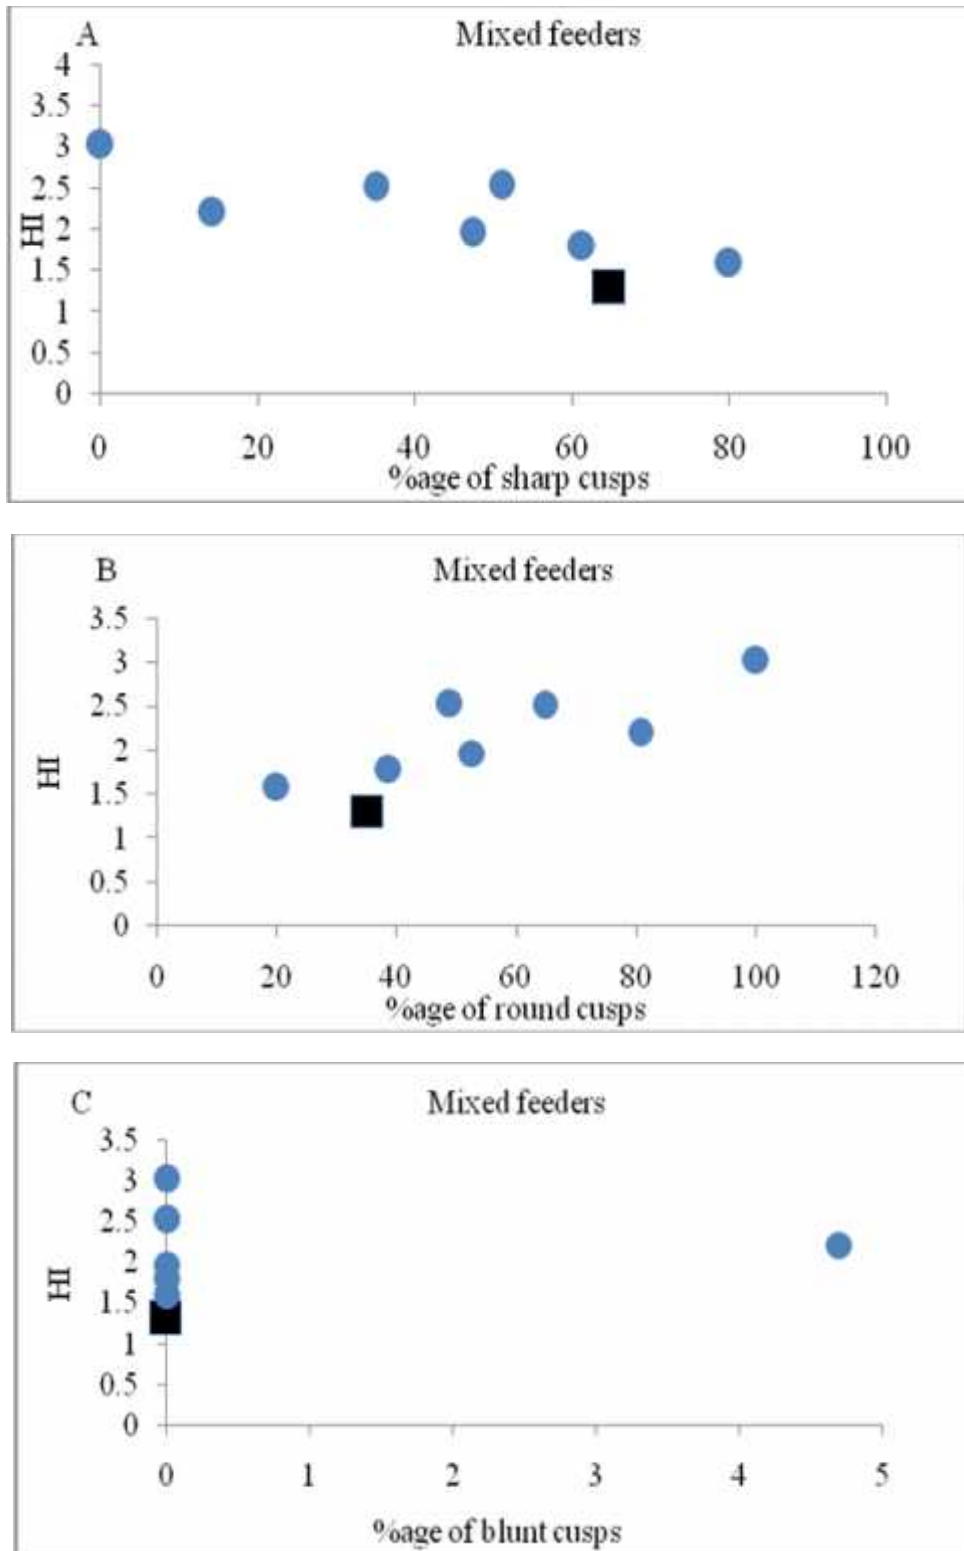 A
Mixed feeders
4
3.5
3
2.5
2
1.5
1
0.5
0
HI
0 20 40 60 80 100
%age of sharp cusps
B
Mixed feeders
3.5
3
2.5
2
1.5
1
0.5
0
HI
0 20 40 60 80 100 120
%age of round cusps
C
Mixed feeders
3.5
3
2.5
2
1.5
1
0.5
0
HI
0 1 2 3 4 5
%age of blunt cusps